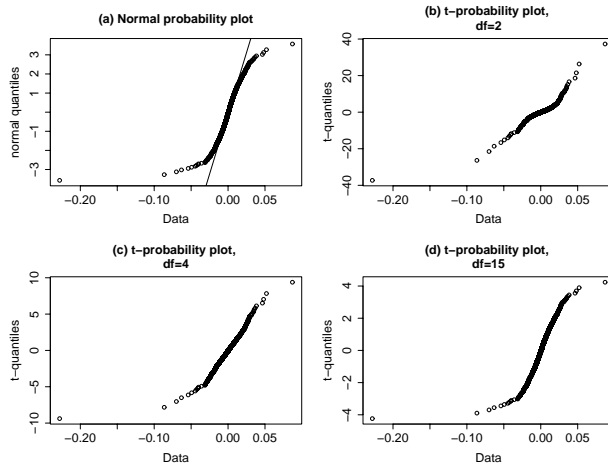 (a) Normal probability plot
normal quantiles
3
2
1
−1
−3
−0.20
−0.10
0.00
0.05
Data
(b) t−probability plot,
df=2
t−quantiles
40
20
0
−20
−40
−0.20
−0.10
0.00
0.05
Data
(c) t−probability plot,
df=4
t−quantiles
10
5
0
−5
−10
−0.20
−0.10
0.00
0.05
Data
(d) t−probability plot,
df=15
t−quantiles
4
2
0
−2
−4
−0.20
−0.10
0.00
0.05
Data